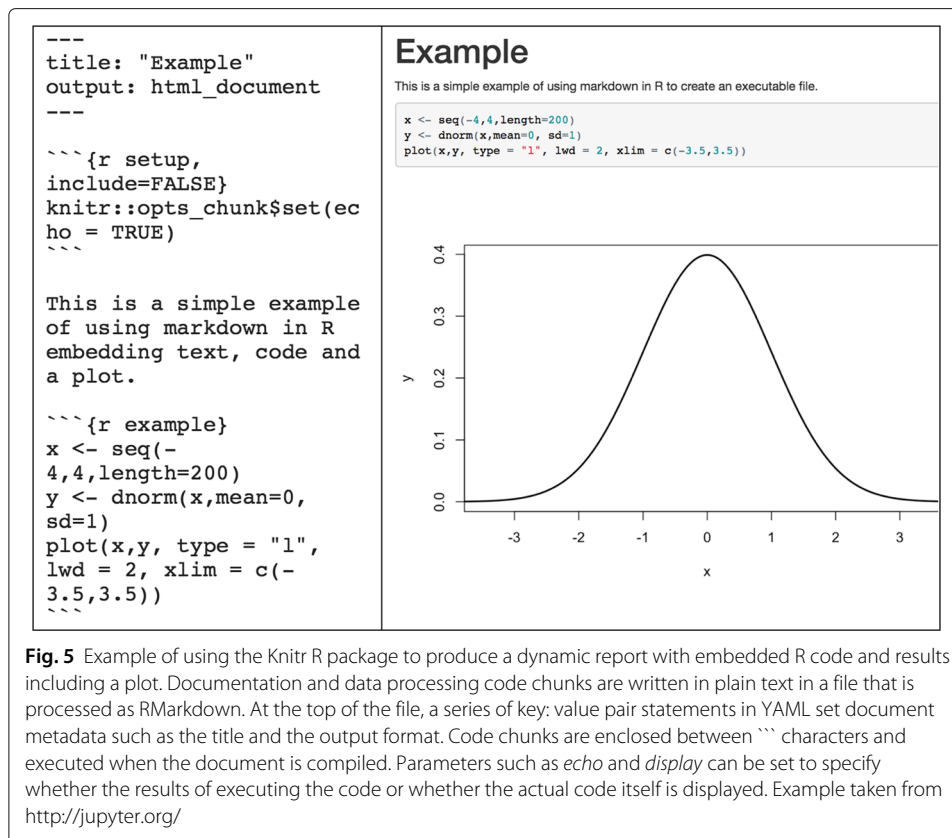 ---
title: "Example"
output: html_document
---
```{r setup,
include=FALSE}
knitr::opts_chunk$set(ec
ho = TRUE)
```
This is a simple example
of using markdown in R
embedding text, code and
a plot.
```{r example}
x <- seq(-
4,4,length=200)
y <- dnorm(x,mean=0,
sd=1)
plot(x,y, type = "l",
lwd = 2, xlim = c(-
3.5,3.5))
```
Example
This is a simple example of using markdown in R to create an executable file.
x <- seq(-4,4,length=200)
y <- dnorm(x,mean=0, sd=1)
plot(x,y, type = "l", lwd = 2, xlim = c(-3.5,3.5))
0.4
0.3
y
0.2
0.1
0.0
-3 -2 -1 0 1 2 3
x
Fig. 5 Example of using the Knitr R package to produce a dynamic report with embedded R code and results
including a plot. Documentation and data processing code chunks are written in plain text in a file that is
processed as RMarkdown. At the top of the file, a series of key: value pair statements in YAML set document
metadata such as the title and the output format. Code chunks are enclosed between ``` characters and
executed when the document is compiled. Parameters such as echo and display can be set to specify
whether the results of executing the code or whether the actual code itself is displayed. Example taken from
http://jupyter.org/